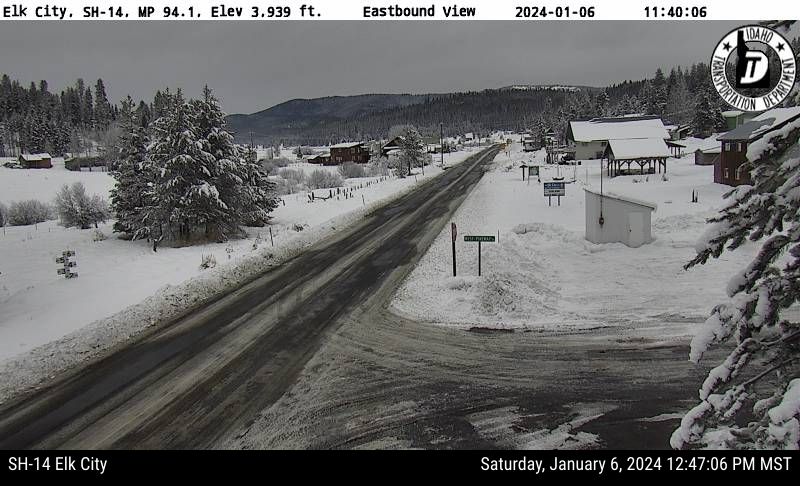 Elk City, SH-14, MP 94.1, Elev 3,939 ft. Eastbound View 2024-01-06 11:40:06
IDAHO
TRANSPORTATION DEPARTMENT
SH-14 Elk City
Saturday, January 6, 2024 12:47:06 PM MST